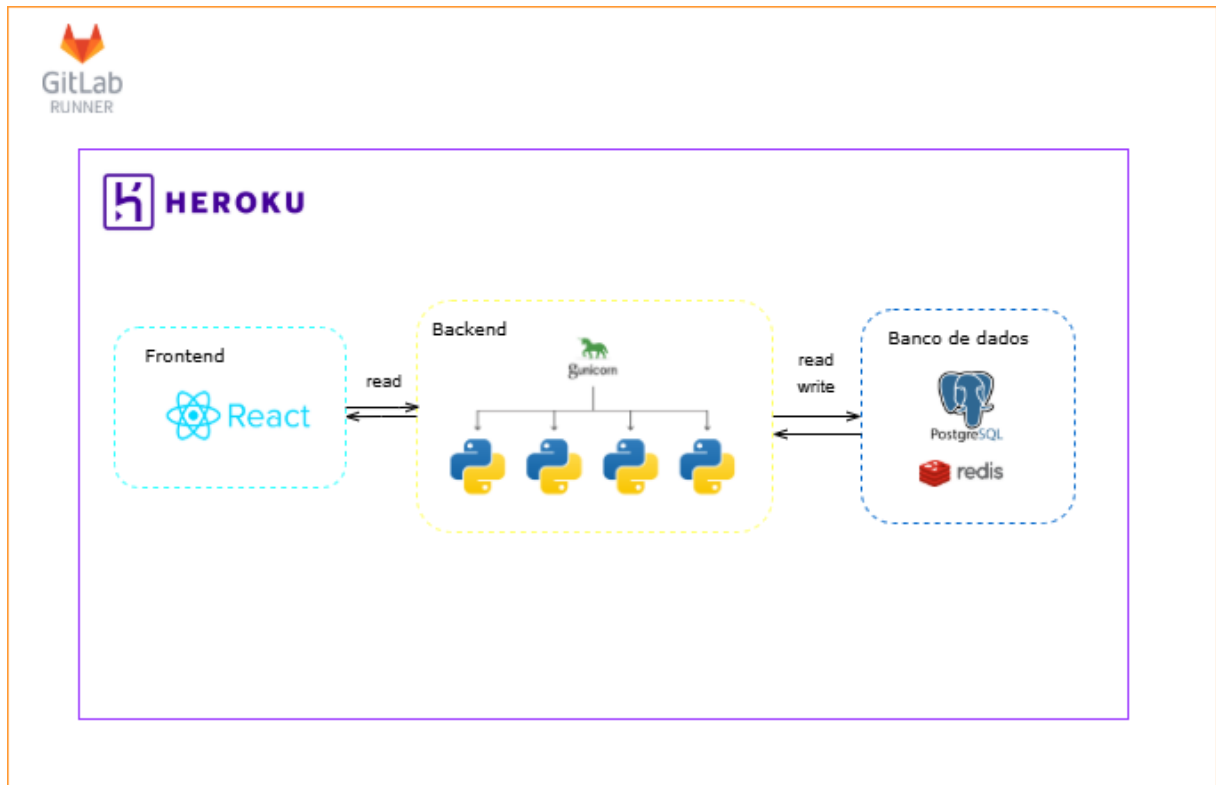 GitLab
RUNNER
HEROKU
Frontend
React
read
Backend
gunicorn
read
write
Banco de dados
PostgreSQL
redis